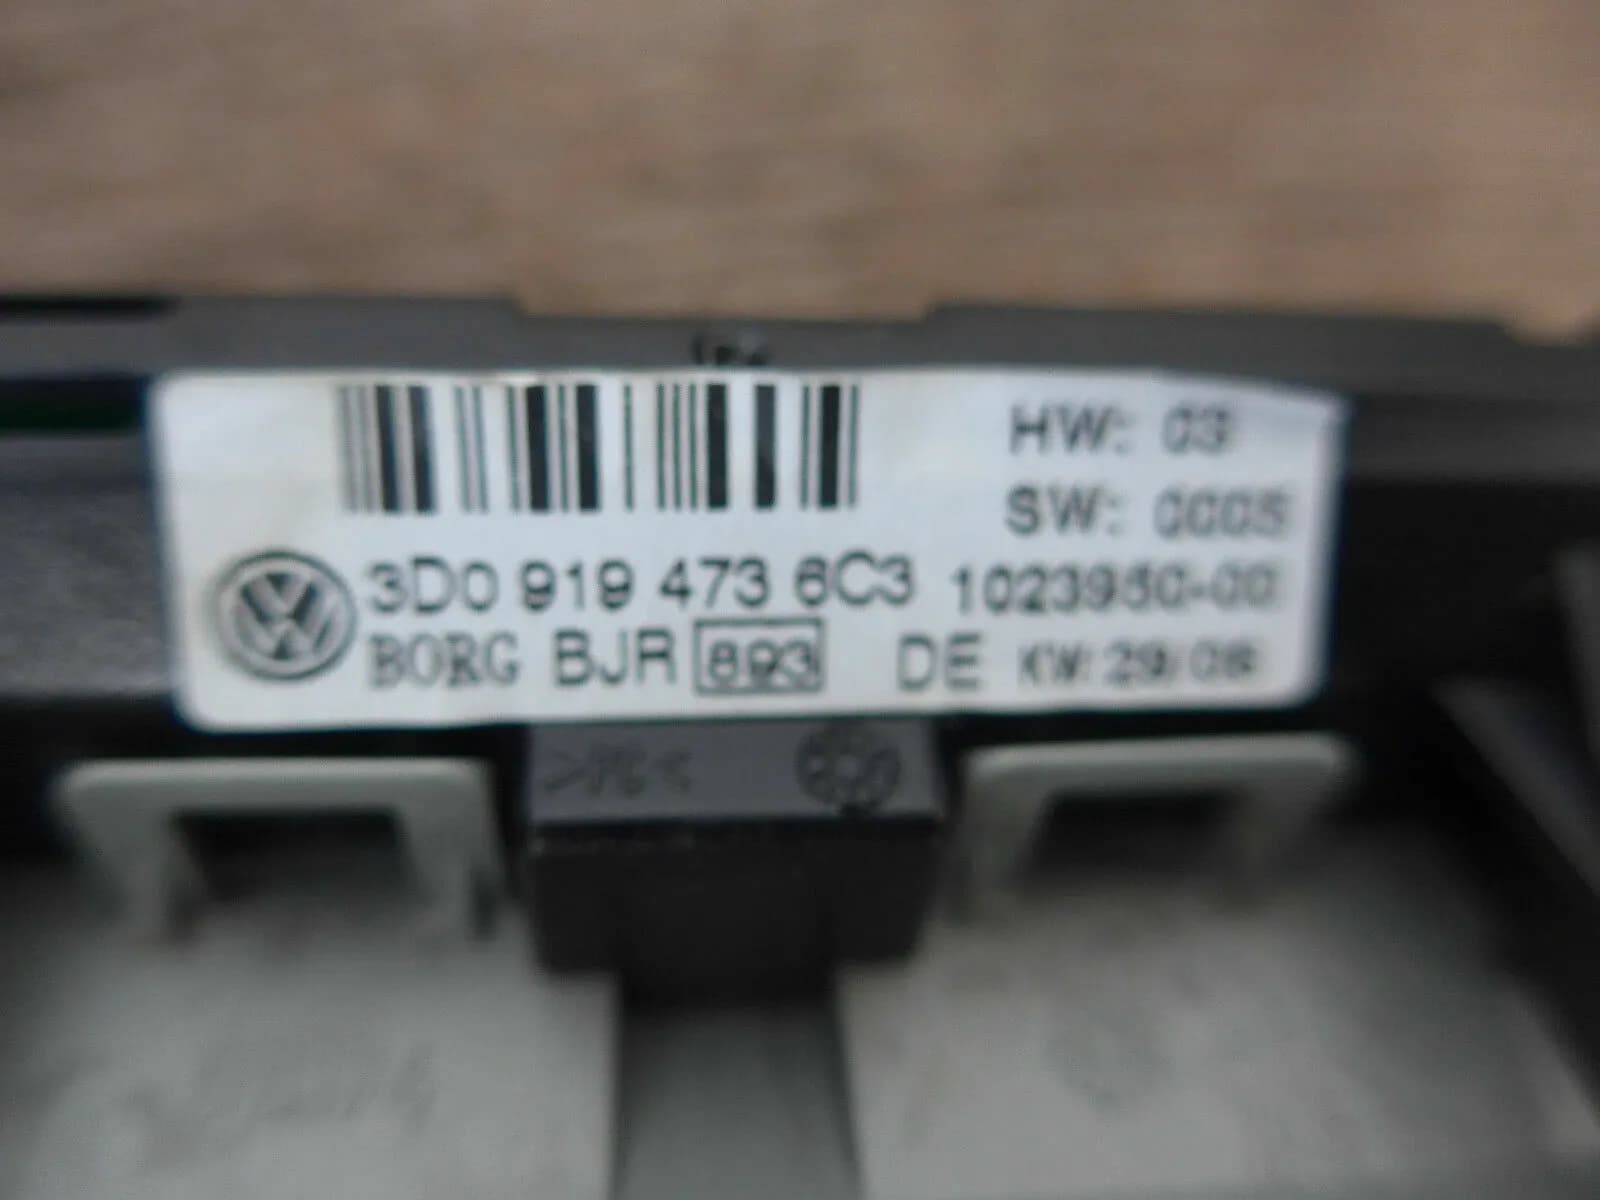 HW: 03
SW: 0005
3D0 919 473 6C3 1023950-00
BORG BJR 893 DE KW: 29/08